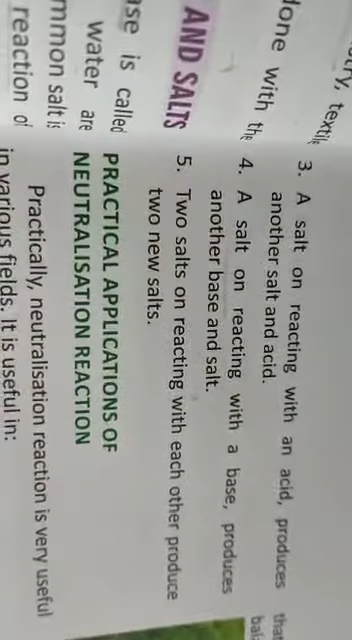 try, textile
done with the
AND SALTS
ase is called
water are
mmon salt is
reaction of
3. A salt on reacting with an acid, produces
another salt and acid.
4. A salt on reacting with a base, produces
another base and salt.
5. Two salts on reacting with each other produce
two new salts.
PRACTICAL APPLICATIONS OF
NEUTRALISATION REACTION
Practically, neutralisation reaction is very useful
in various fields. It is useful in:
that
bala